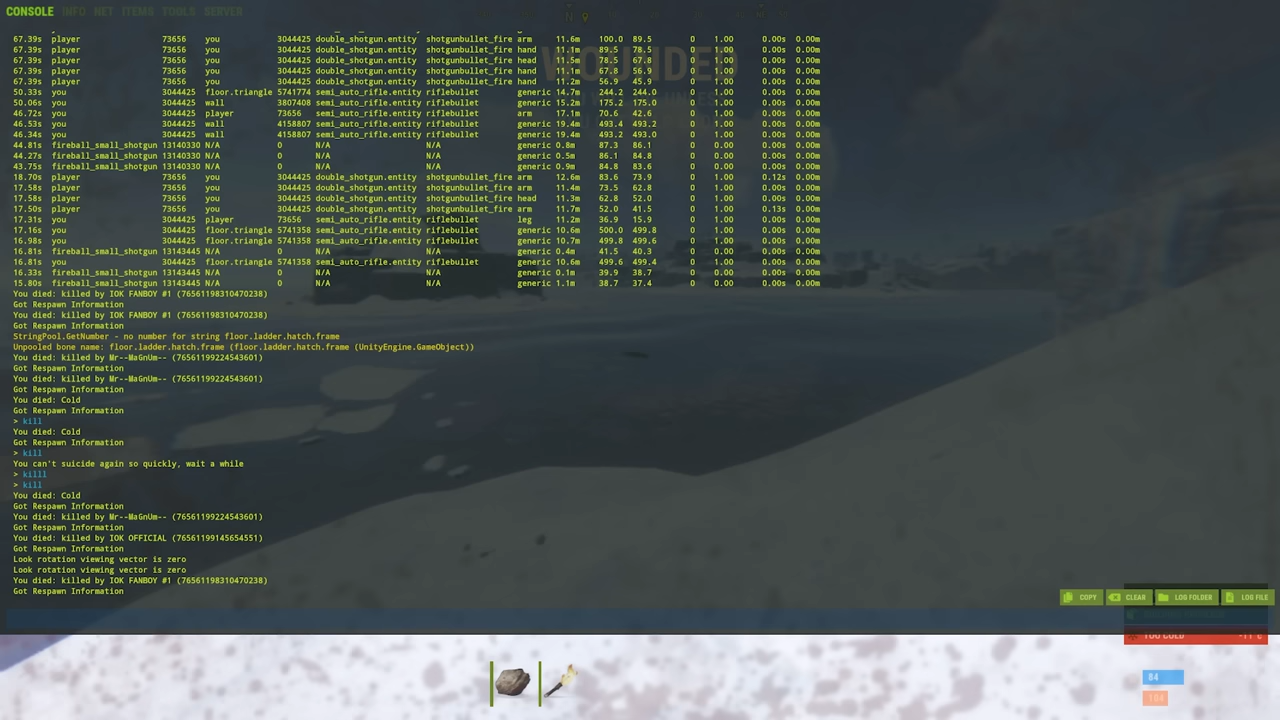 CONSOLE INFO NET ITEMS TOOLS SERVER
N
WOUNDED
67.39s player 73656 you 3044425 double_shotgun.entity shotgunbullet_fire arm 11.6m 100.0 89.5 0 1.00 0.00s 0.00m
67.39s player 73656 you 3044425 double_shotgun.entity shotgunbullet_fire hand 11.1m 89.5 78.5 0 1.00 0.00s 0.00m
67.39s player 73656 you 3044425 double_shotgun.entity shotgunbullet_fire head 11.5m 78.5 67.8 0 1.00 0.00s 0.00m
67.39s player 73656 you 3044425 double_shotgun.entity shotgunbullet_fire hand 11.1m 67.8 56.9 0 1.00 0.00s 0.00m
67.39s player 73656 you 3044425 double_shotgun.entity shotgunbullet_fire hand 11.2m 56.9 45.9 0 1.00 0.00s 0.00m
50.33s you 3044425 floor.triangle 5741774 semi_auto_rifle.entity riflebullet generic 14.7m 244.2 244.0 0 1.00 0.00s 0.00m
50.06s you 3044425 wall 3807408 semi_auto_rifle.entity riflebullet generic 15.2m 175.2 175.0 0 1.00 0.00s 0.00m
46.72s you 3044425 player 73656 semi_auto_rifle.entity riflebullet arm 17.1m 70.6 42.6 0 1.00 0.00s 0.00m
46.53s you 3044425 wall 4158807 semi_auto_rifle.entity riflebullet generic 19.4m 493.4 493.2 0 1.00 0.00s 0.00m
46.34s you 3044425 wall 4158807 semi_auto_rifle.entity riflebullet generic 19.4m 493.2 493.0 0 1.00 0.00s 0.00m
44.81s fireball_small_shotgun 13140330 N/A 0 N/A N/A generic 0.8m 87.3 86.1 0 0.00 0.00s 0.00m
44.27s fireball_small_shotgun 13140330 N/A 0 N/A N/A generic 0.5m 86.1 84.8 0 0.00 0.00s 0.00m
43.75s fireball_small_shotgun 13140330 N/A 0 N/A N/A generic 0.9m 84.8 83.6 0 0.00 0.00s 0.00m
18.70s player 73656 you 3044425 double_shotgun.entity shotgunbullet_fire arm 12.6m 83.6 73.9 0 1.00 0.12s 0.00m
17.58s player 73656 you 3044425 double_shotgun.entity shotgunbullet_fire arm 11.4m 73.5 62.8 0 1.00 0.00s 0.00m
17.58s player 73656 you 3044425 double_shotgun.entity shotgunbullet_fire head 11.3m 62.8 52.0 0 1.00 0.00s 0.00m
17.50s player 73656 you 3044425 double_shotgun.entity shotgunbullet_fire arm 11.7m 52.0 41.5 0 1.00 0.13s 0.00m
17.31s you 3044425 player 73656 semi_auto_rifle.entity riflebullet leg 11.2m 36.9 15.9 0 1.00 0.00s 0.00m
17.16s you 3044425 floor.triangle 5741358 semi_auto_rifle.entity riflebullet generic 10.6m 500.0 499.8 0 1.00 0.00s 0.00m
16.98s you 3044425 floor.triangle 5741358 semi_auto_rifle.entity riflebullet generic 10.7m 499.8 499.6 0 1.00 0.00s 0.00m
16.81s fireball_small_shotgun 13143445 N/A 0 N/A N/A generic 0.4m 41.5 40.3 0 0.00 0.00s 0.00m
16.81s you 3044425 floor.triangle 5741358 semi_auto_rifle.entity riflebullet generic 10.6m 499.6 499.4 0 1.00 0.00s 0.00m
16.33s fireball_small_shotgun 13143445 N/A 0 N/A N/A generic 0.1m 39.9 38.7 0 0.00 0.00s 0.00m
15.80s fireball_small_shotgun 13143445 N/A 0 N/A N/A generic 1.1m 38.7 37.4 0 0.00 0.00s 0.00m
You died: killed by IOK FANBOY #1 (76561198310470238)
Got Respawn Information
You died: killed by IOK FANBOY #1 (76561198310470238)
Got Respawn Information
StringPool.GetNumber - no number for string floor.ladder.hatch.frame
Unpooled bone name: floor.ladder.hatch.frame (floor.ladder.hatch.frame (UnityEngine.GameObject))
You died: killed by Mr--MaGnUm-- (76561199224543601)
Got Respawn Information
You died: killed by Mr--MaGnUm-- (76561199224543601)
Got Respawn Information
You died: Cold
Got Respawn Information
> kill
You died: Cold
Got Respawn Information
> kill
You can't suicide again so quickly, wait a while
> killl
> kill
You died: Cold
Got Respawn Information
You died: killed by Mr--MaGnUm-- (76561199224543601)
Got Respawn Information
You died: killed by IOK OFFICIAL (76561199145654551)
Got Respawn Information
Look rotation viewing vector is zero
Look rotation viewing vector is zero
You died: killed by IOK FANBOY #1 (76561198310470238)
Got Respawn Information
COPY CLEAR LOG FOLDER LOG FILE
TOO COLD -11°C
84